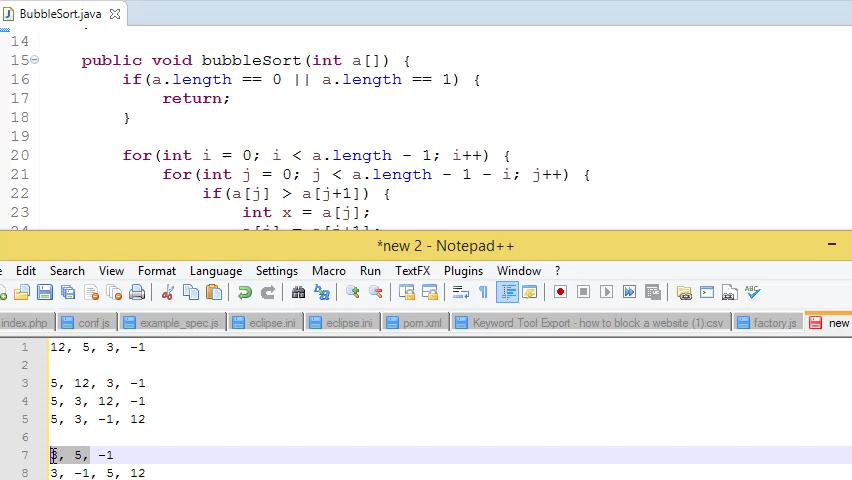 BubbleSort.java
14
15 public void bubbleSort(int a[]) {
16 if(a.length == 0 || a.length == 1) {
17 return;
18 }
19
20 for(int i = 0; i < a.length - 1; i++) {
21 for(int j = 0; j < a.length - 1 - i; j++) {
22 if(a[j] > a[j+1]) {
23 int x = a[j];
*new 2 - Notepad++
Edit Search View Format Language Settings Macro Run TextFX Plugins Window ?
index.php conf.js example_spec.js eclipse.ini eclipse.ini pom.xml Keyword Tool Export - how to block a website (1).csv factory.js new
1 12, 5, 3, -1
2
3 5, 12, 3, -1
4 5, 3, 12, -1
5 5, 3, -1, 12
6
7 3, 5, -1
8 3, -1, 5, 12